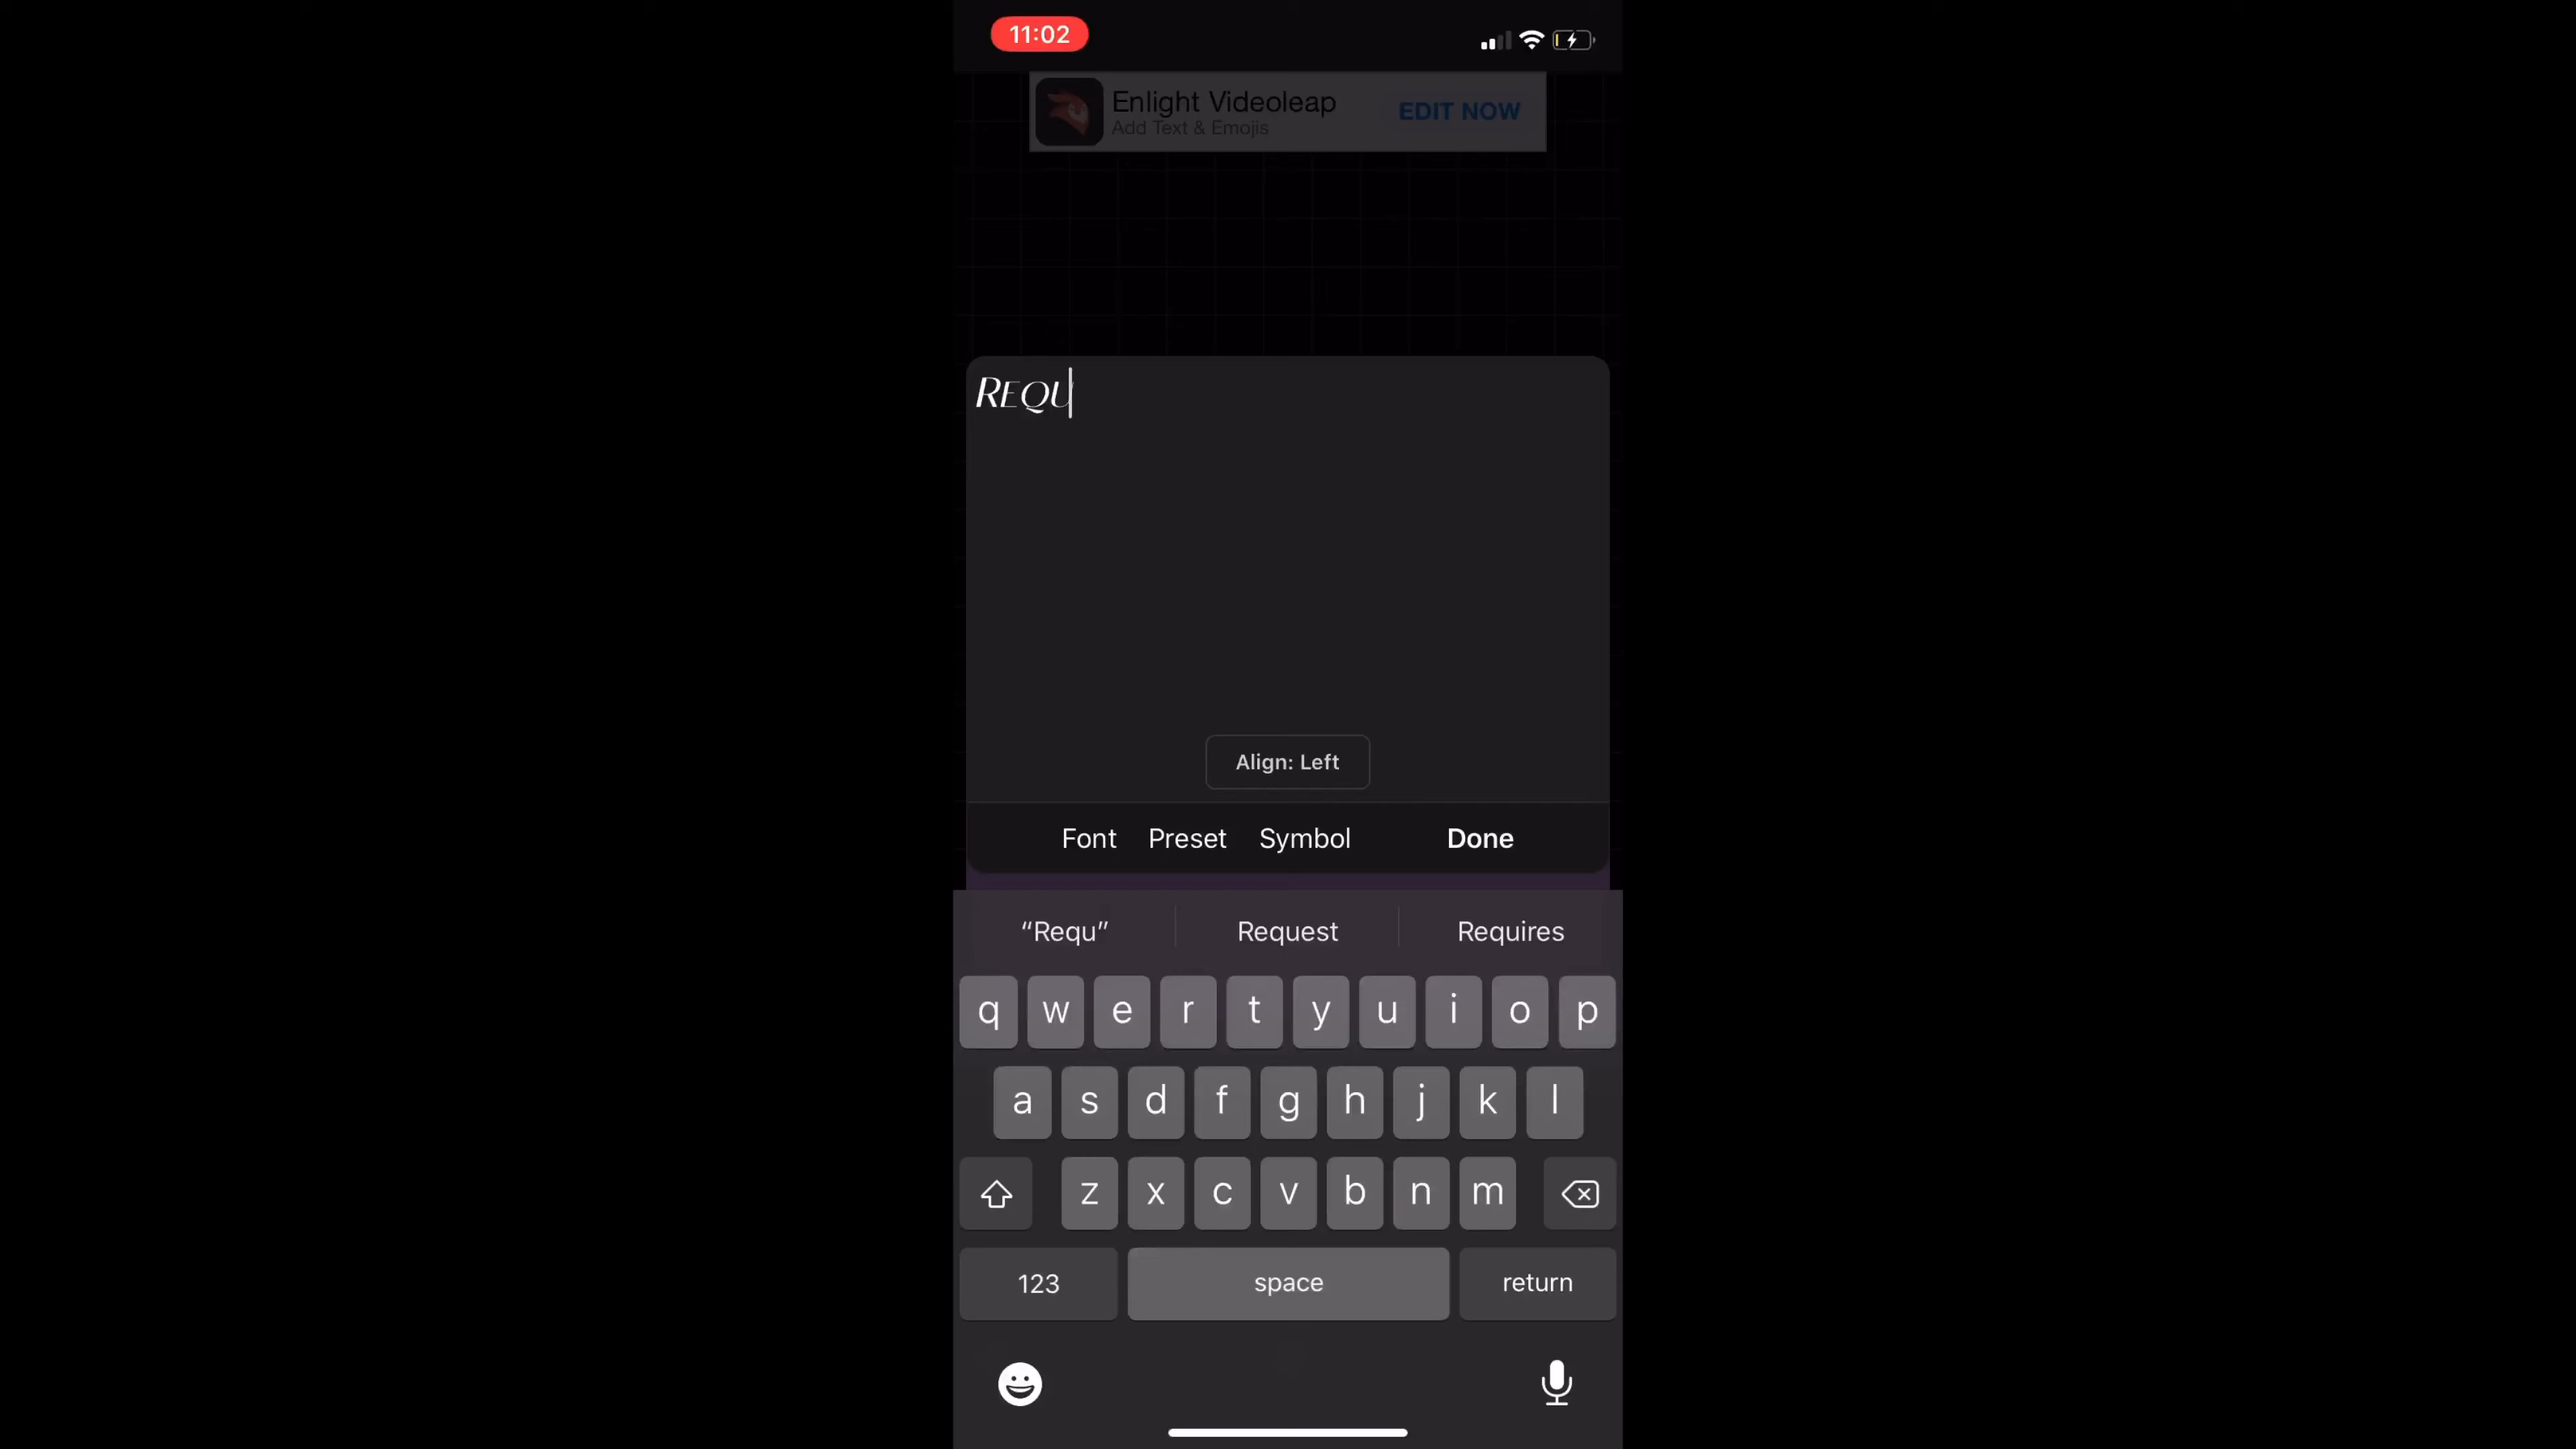 11:02
Enlight Videoleap
Add Text & Emojis
EDIT NOW
REQU
Align: Left
Font Preset Symbol Done
“Requ” Request Requires
q w e r t y u i o p
a s d f g h j k l
z x c v b n m
123 space return